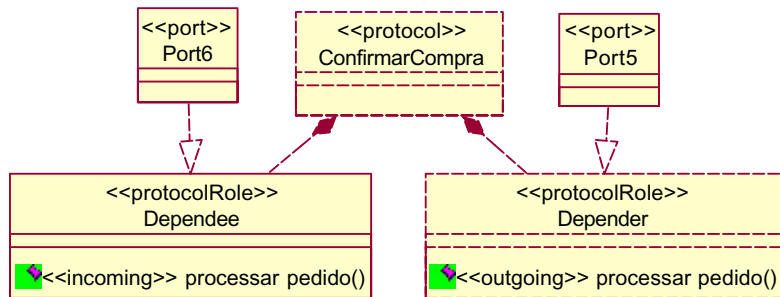 <<port>>
Port6
<<protocol>>
ConfirmarCompra
<<port>>
Port5
<<protocolRole>>
Dependee
<<incoming>> processar pedido()
<<protocolRole>>
Depender
<<outgoing>> processar pedido()